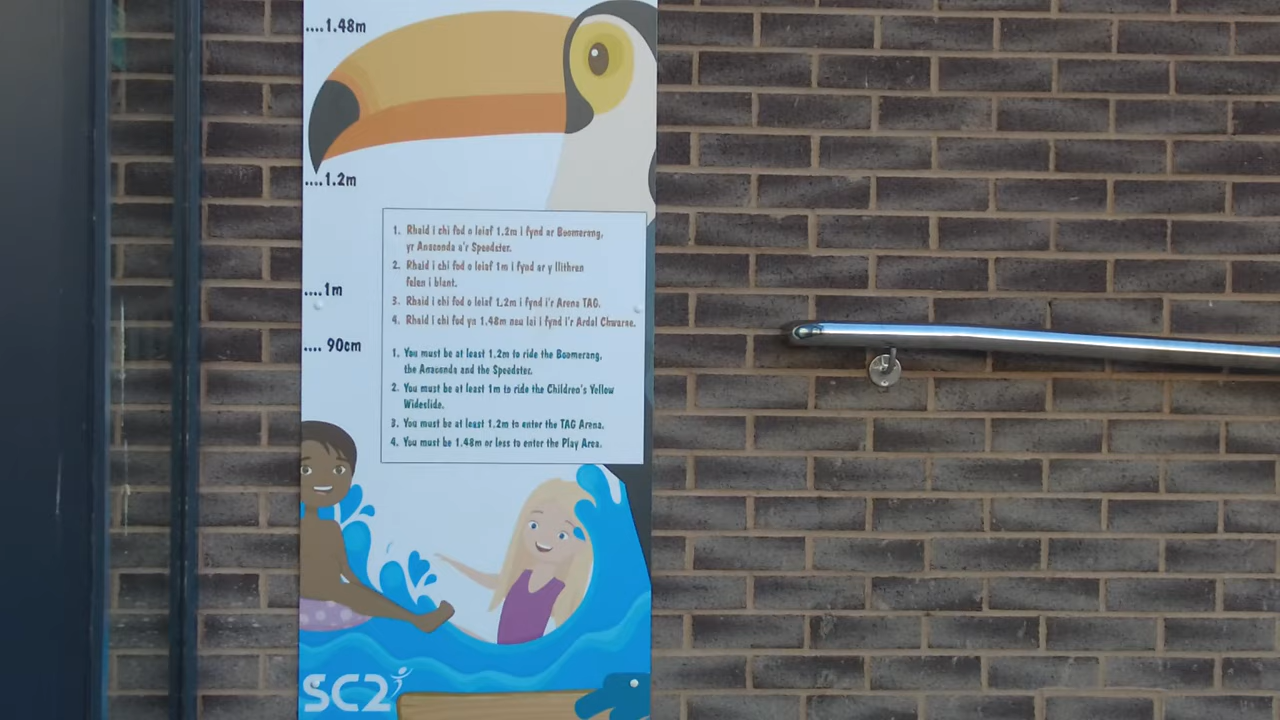 ....1.48m
....1.2m
1. Rhaid i chi fod o leiaf 1.2m i fynd ar Boomerang,
yr Anaconda a'r Speedster.
2. Rhaid i chi fod o leiaf 1m i fynd ar y llithren
felen i blant.
3. Rhaid i chi fod o leiaf 1.2m i fynd i'r Arena TAG.
4. Rhaid i chi fod yn 1.48m neu lai i fynd i'r Ardal Chwarae.
....1m
.... 90cm
1. You must be at least 1.2m to ride the Boomerang,
the Anaconda and the Speedster.
2. You must be at least 1m to ride the Children's Yellow
Wideslide.
3. You must be at least 1.2m to enter the TAG Arena.
4. You must be 1.48m or less to enter the Play Area.
SC2